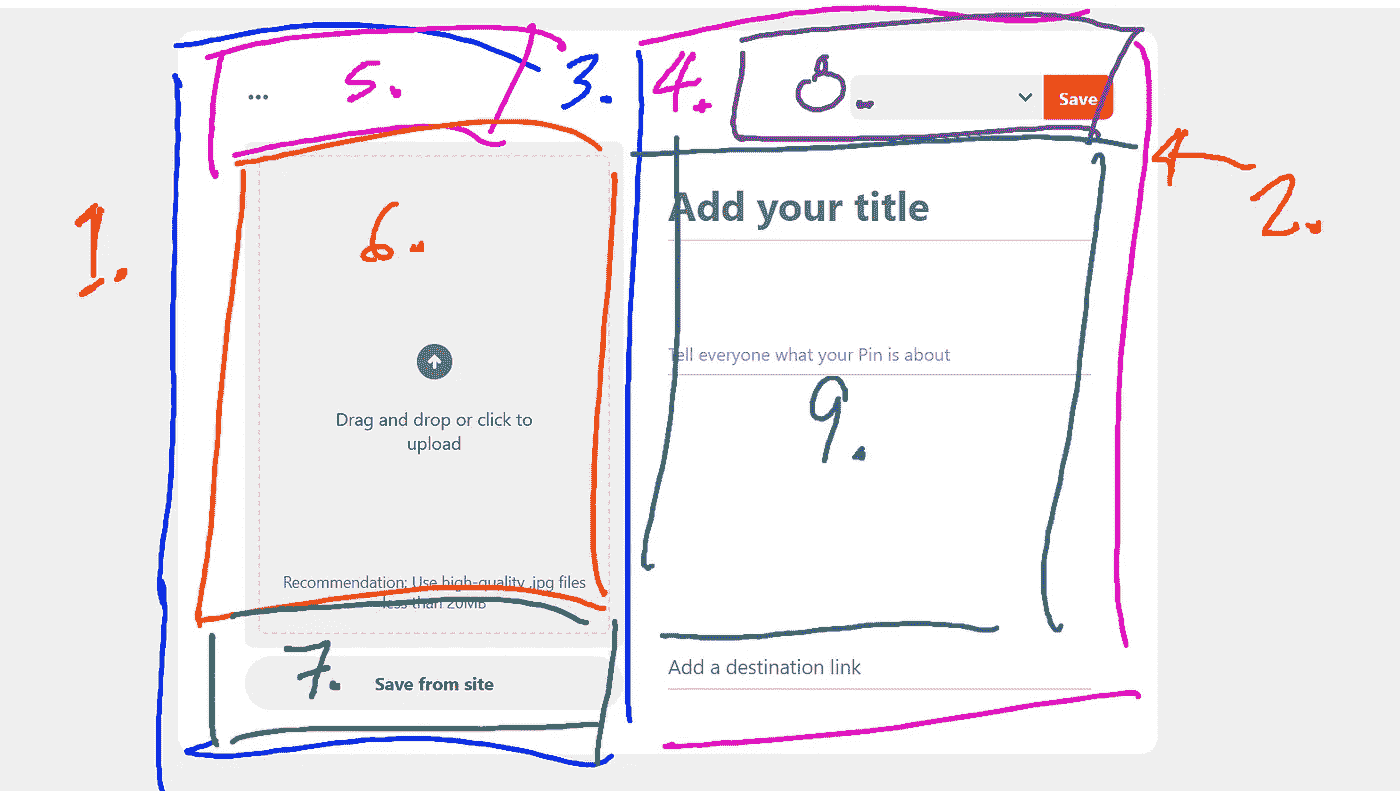 5.
3.
4.
8.
Save
...
1.
2.
6.
Add your title
Tell everyone what your Pin is about
9.
Drag and drop or click to
upload
Recommendation: Use high-quality .jpg files
less than 20MB
7.
Save from site
Add a destination link